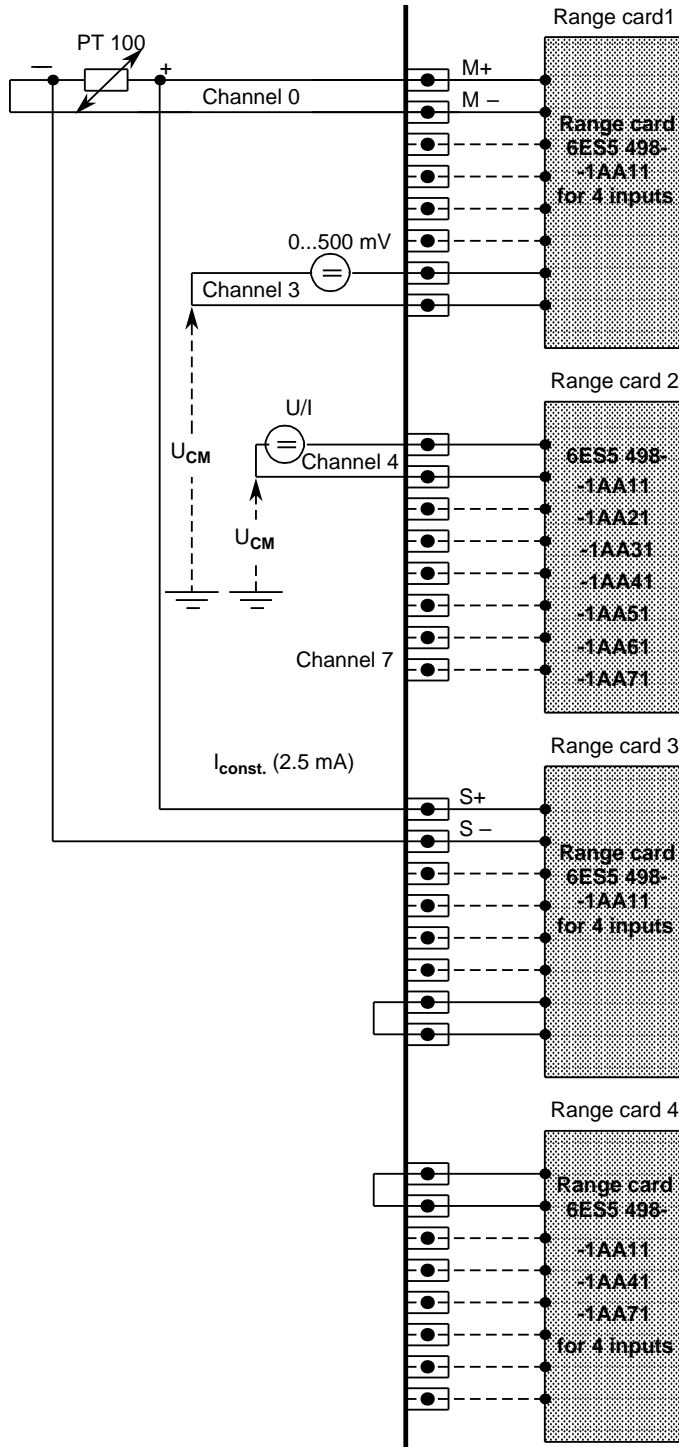 Range card1
PT 100
— +
M+
Channel 0
M –
Range card
6ES5 498-
-1AA11
for 4 inputs
0...500 mV
=
Channel 3
Range card 2
U/I
=
Channel 4
UCM
UCM
6ES5 498-
-1AA11
-1AA21
-1AA31
-1AA41
-1AA51
-1AA61
-1AA71
Channel 7
Range card 3
Iconst. (2.5 mA)
S+
S –
Range card
6ES5 498-
-1AA11
for 4 inputs
Range card 4
Range card
6ES5 498-
-1AA11
-1AA41
-1AA71
for 4 inputs